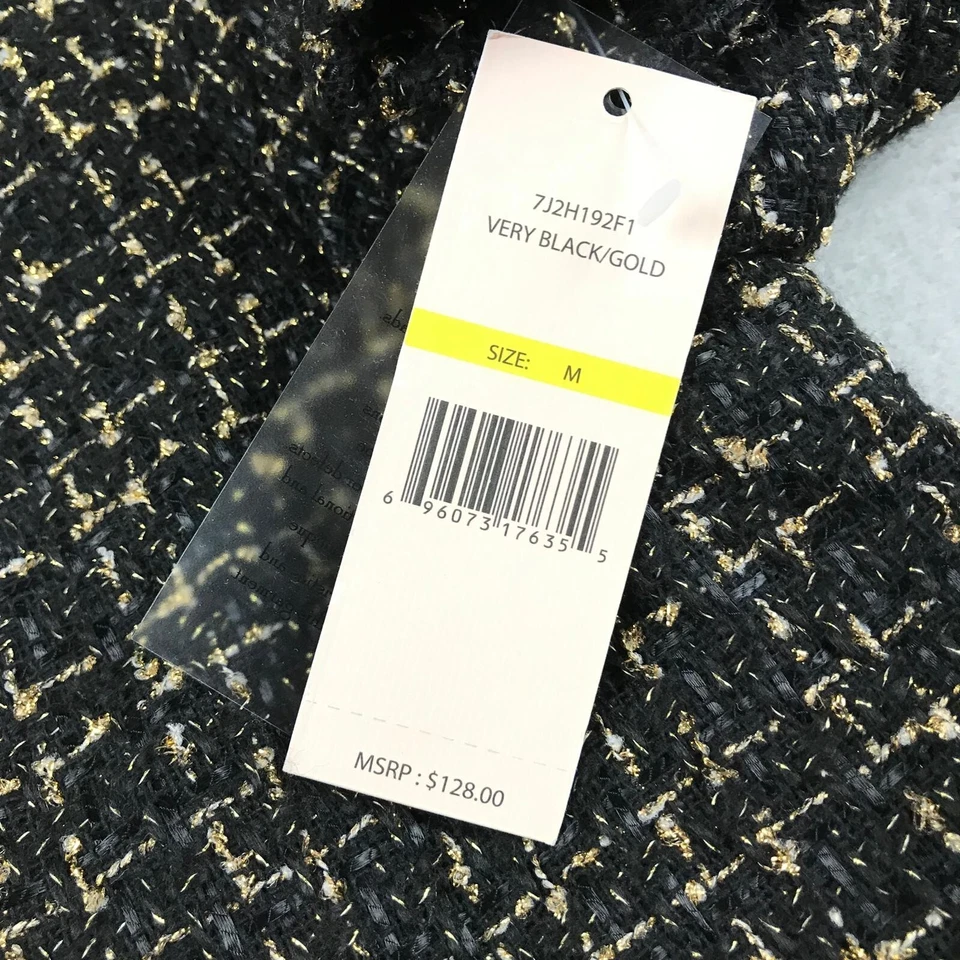 7J2H192F1
VERY BLACK/GOLD
SIZE: M
6 96073 17635 5
MSRP : $128.00